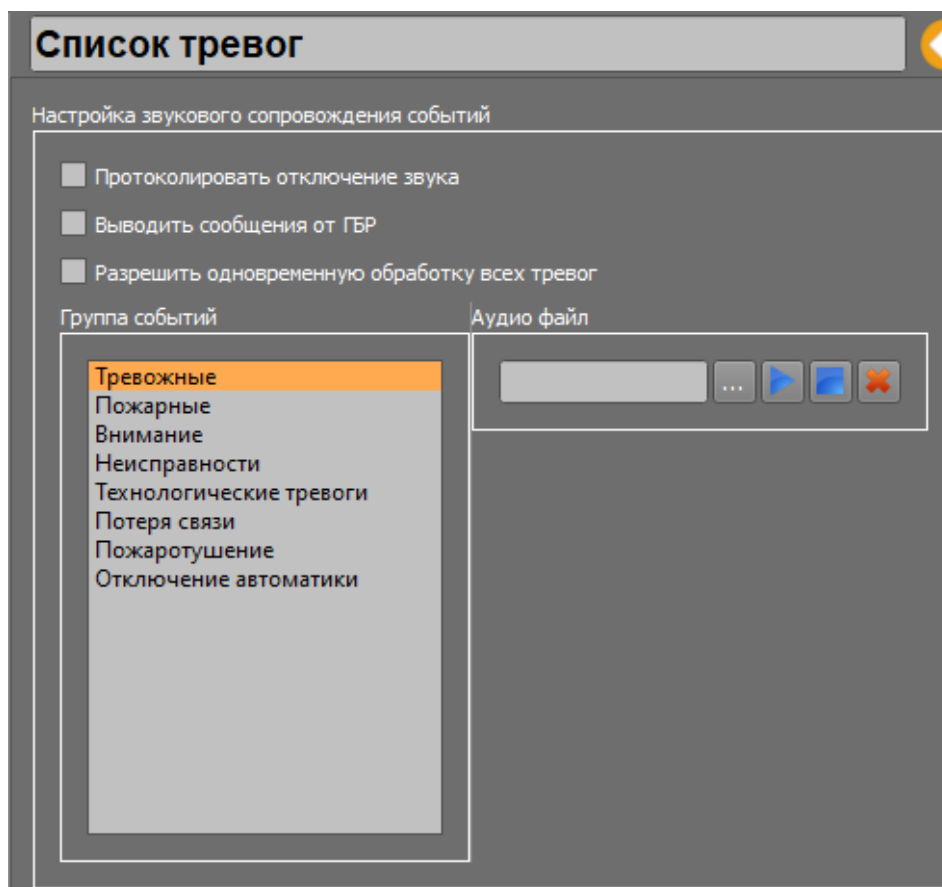 Список тревог
Настройка звукового сопровождения событий
Протоколировать отключение звука
Выводить сообщения от ГБР
Разрешить одновременную обработку всех тревог
Группа событий
Аудио файл
Тревожные
...
Пожарные
Внимание
Неисправности
Технологические тревоги
Потеря связи
Пожаротушение
Отключение автоматики